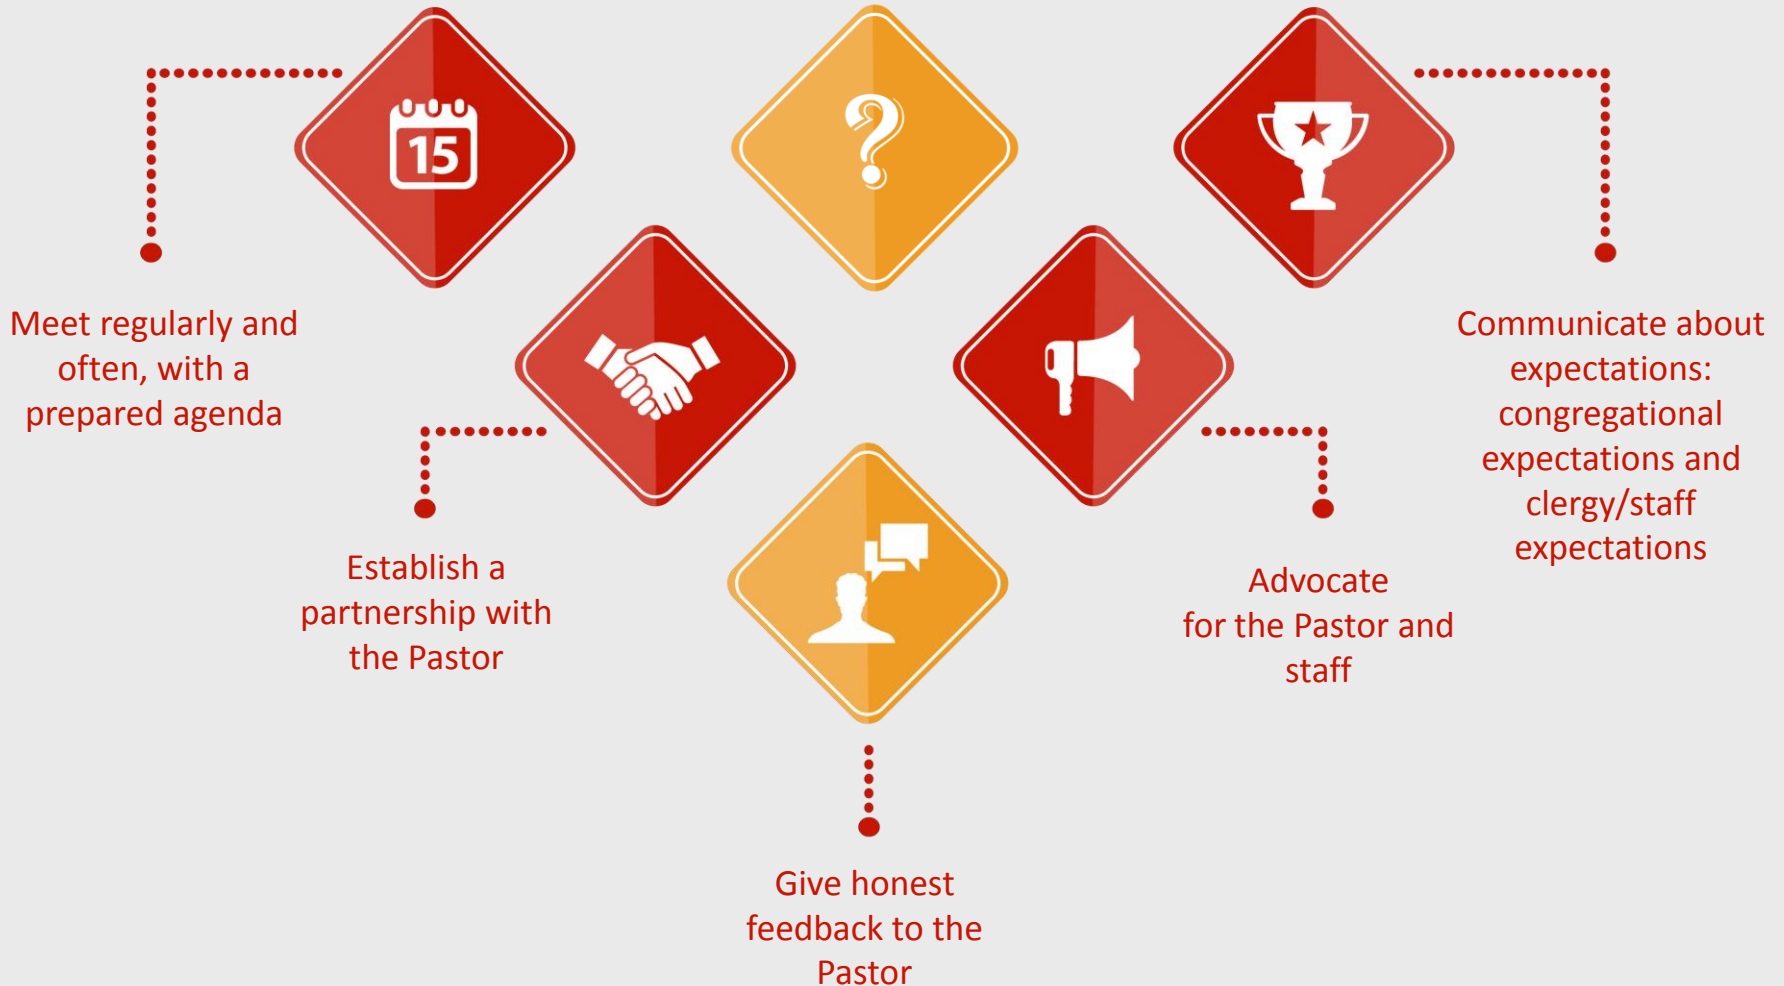 15
?
Meet regularly and
often, with a
prepared agenda
Establish a
partnership with
the Pastor
Give honest
feedback to the
Pastor
Advocate
for the Pastor and
staff
Communicate about
expectations:
congregational
expectations and
clergy/staff
expectations